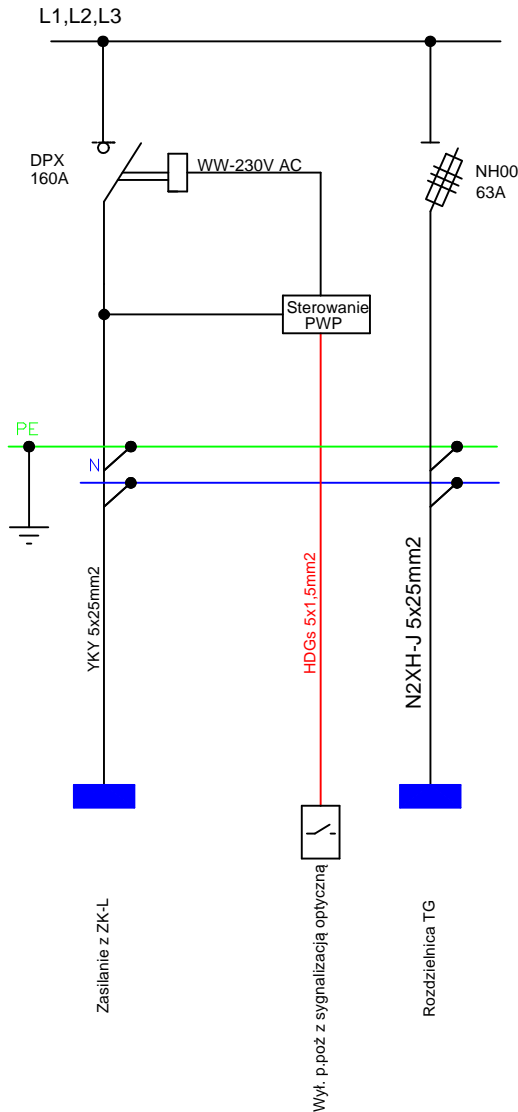 L1,L2,L3
DPX
160A
WW-230V AC
NH00
63A
Sterowanie
PWP
PE
N
YKY 5x25mm2
HDGs 5x1,5mm2
N2XH-J 5x25mm2
Zasilanie z ZK-L
Wył. p.poż z sygnalizacją optyczną
Rozdzielnica TG